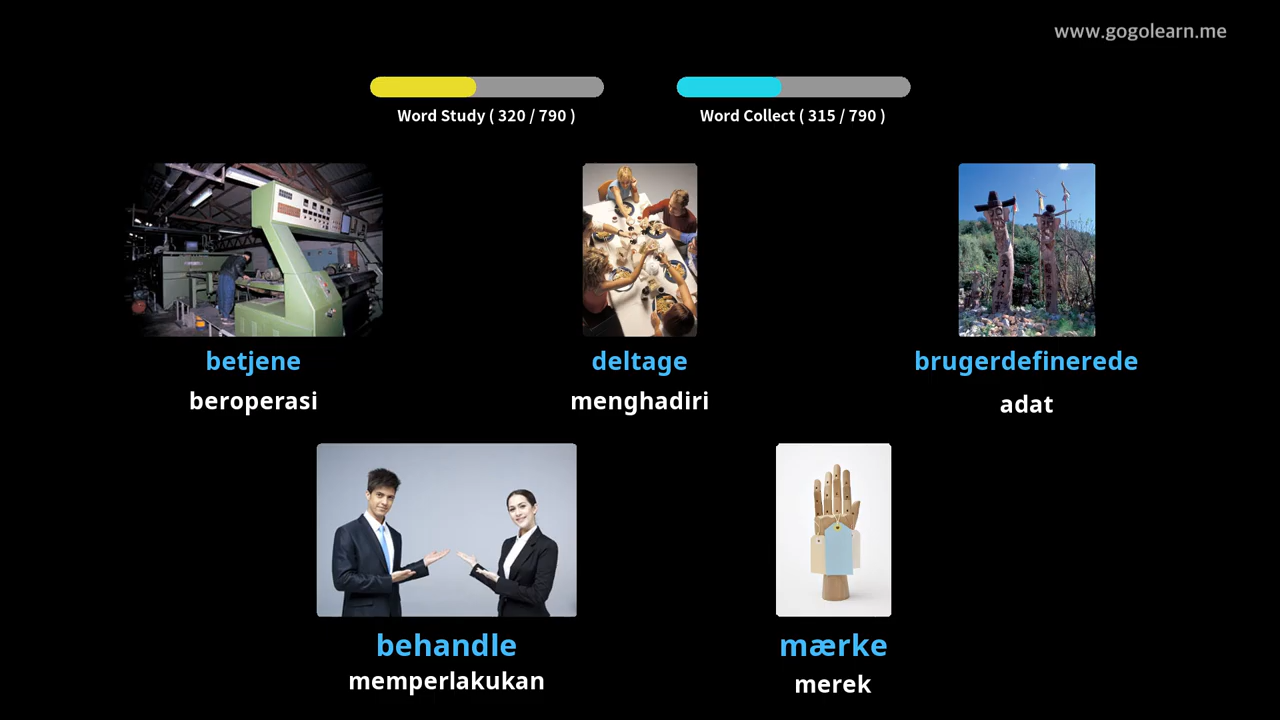 www.gogolearn.me
Word Study ( 320 / 790 )
Word Collect ( 315 / 790 )
betjene
deltage
brugerdefinerede
beroperasi
menghadiri
adat
behandle
mærke
memperlakukan
merek